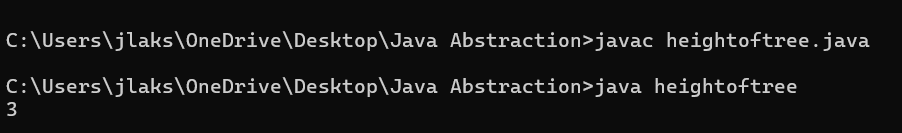 C:\Users\jlaks\OneDrive\Desktop\Java Abstraction>javac heightoftree.java
C:\Users\jlaks\OneDrive\Desktop\Java Abstraction>java heightoftree
3